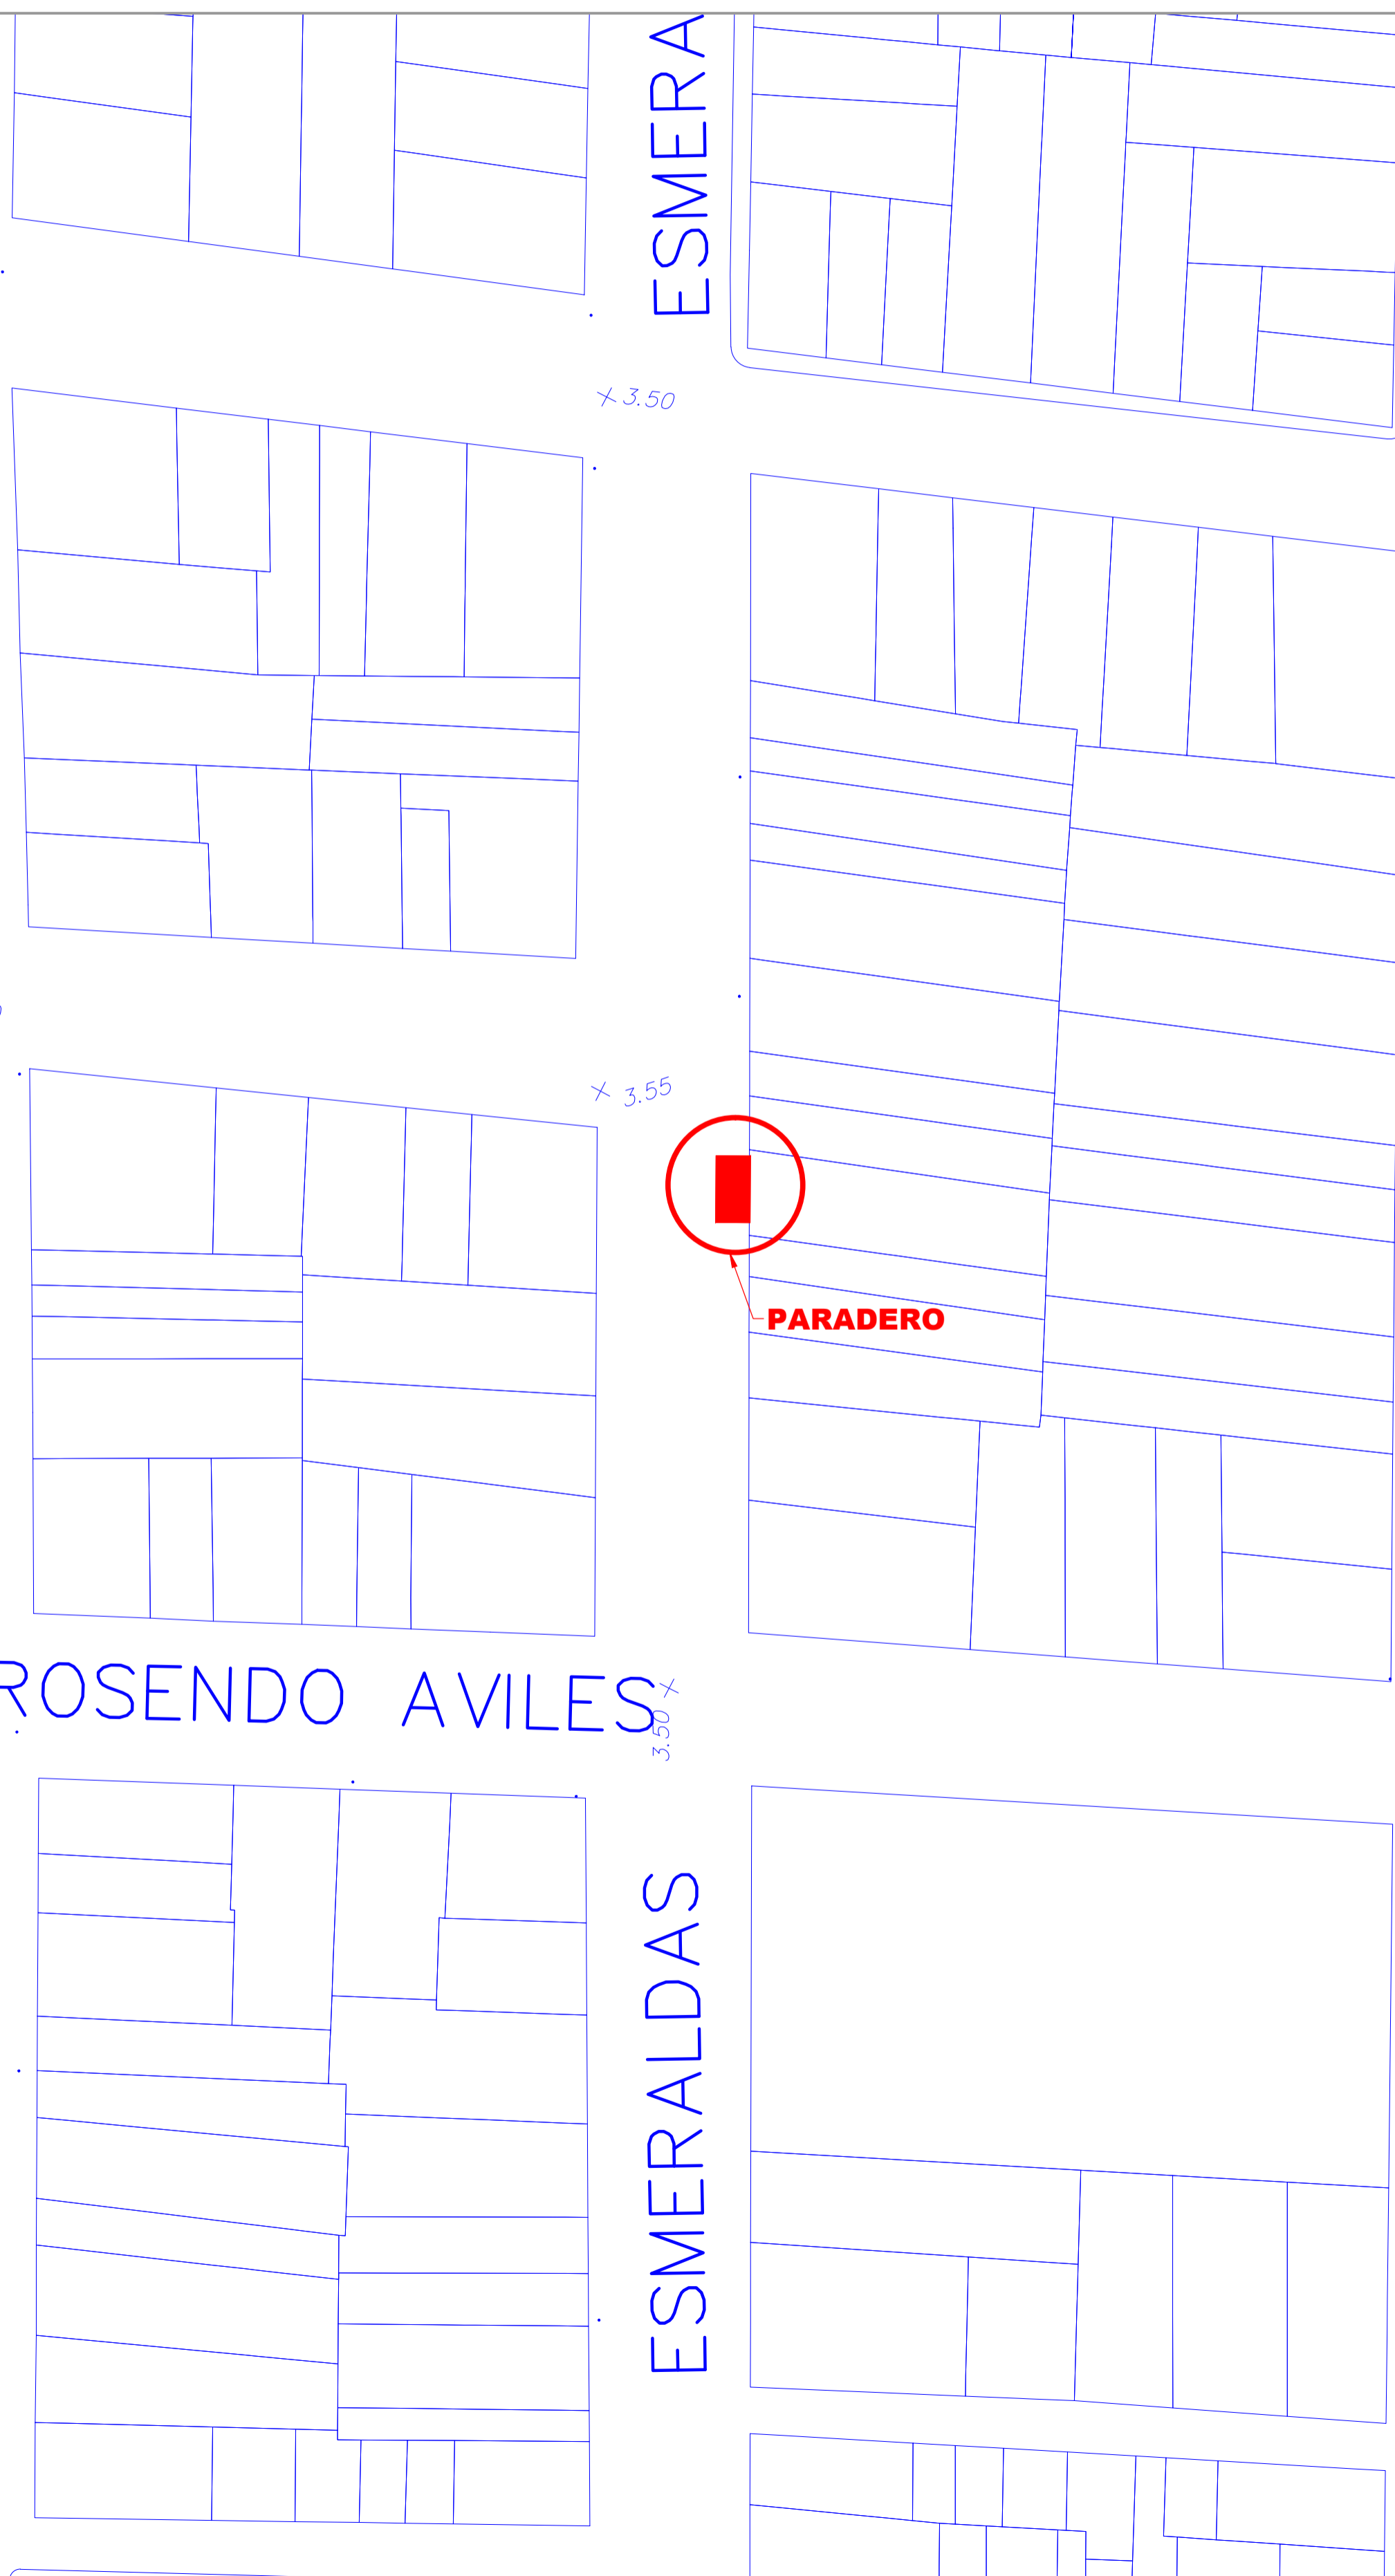 ESMERA
3.50
3.55
PARADERO
ROSENDO AVILES
3.50
ESMERALDAS